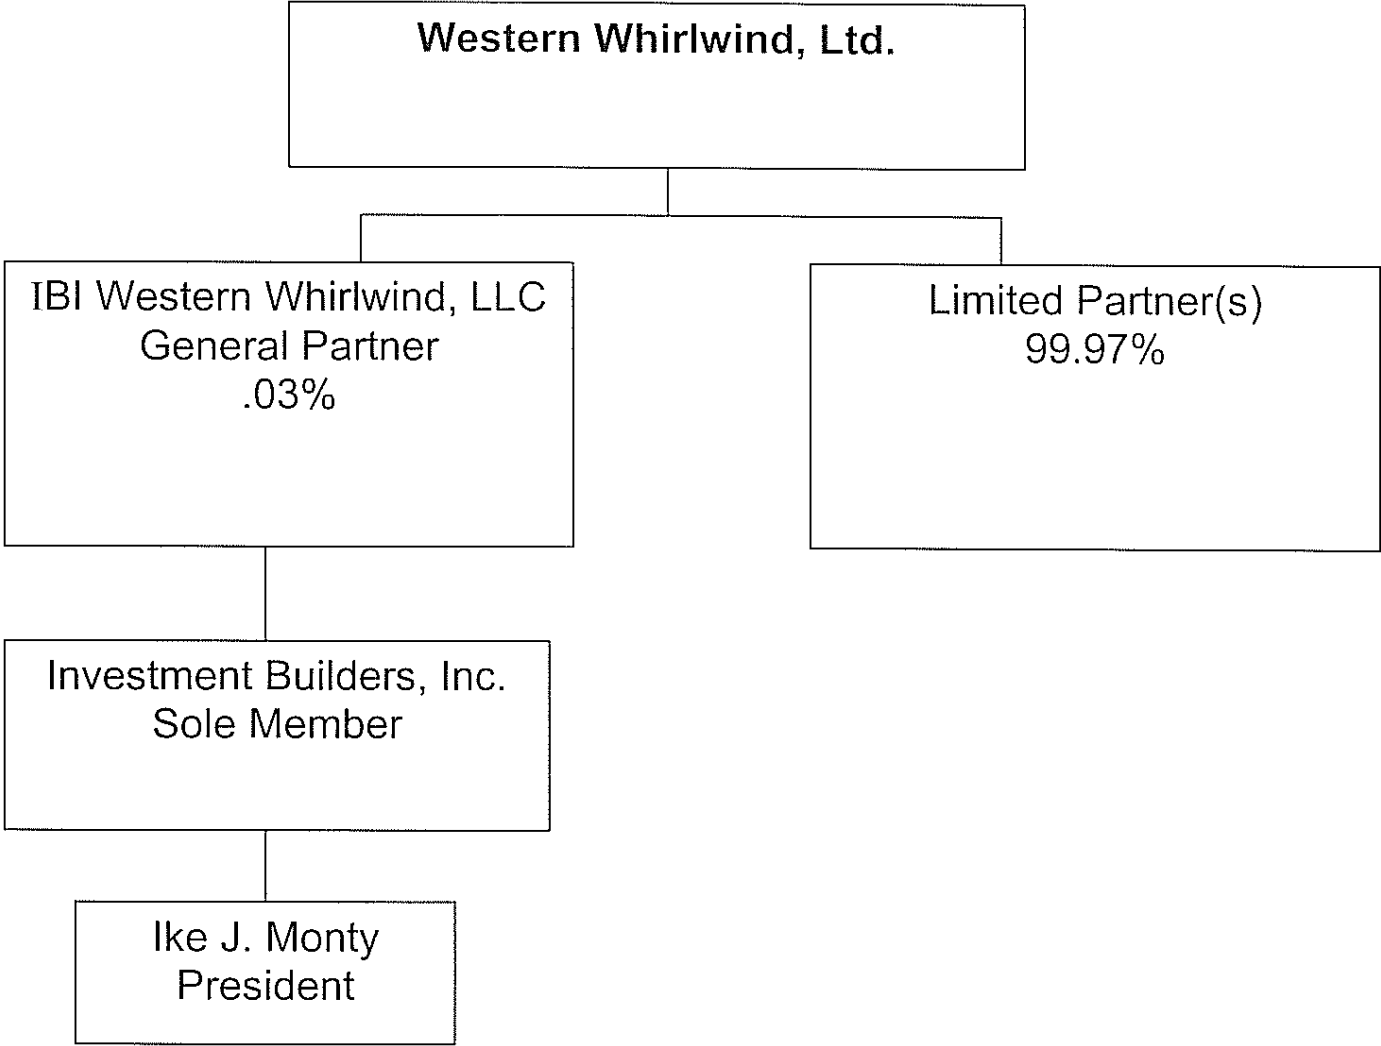 Western Whirlwind, Ltd.
IBI Western Whirlwind, LLC
General Partner
.03%
Limited Partner(s)
99.97%
Investment Builders, Inc.
Sole Member
Ike J. Monty
President